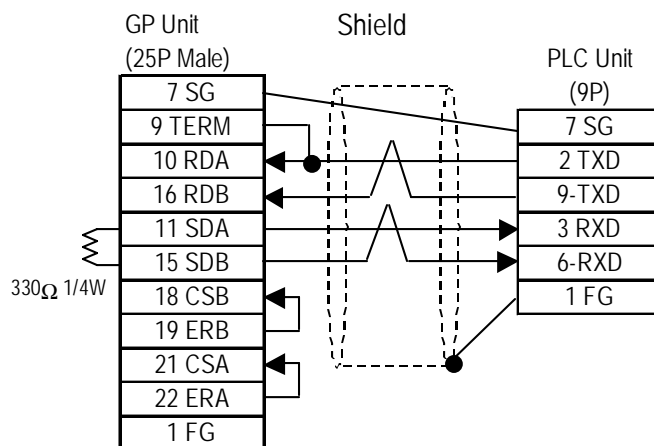 GP Unit
(25P Male)
Shield
PLC Unit
(9P)
7 SG
9 TERM
10 RDA
16 RDB
11 SDA
15 SDB
18 CSB
19 ERB
21 CSA
22 ERA
1 FG
330Ω 1/4W
7 SG
2 TXD
9-TXD
3 RXD
6-RXD
1 FG